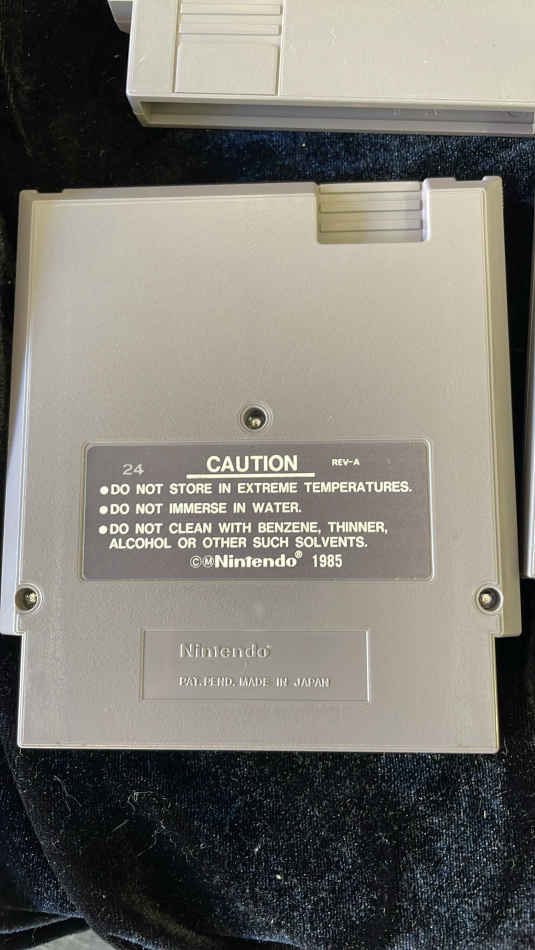 24 CAUTION REV-A
●DO NOT STORE IN EXTREME TEMPERATURES.
●DO NOT IMMERSE IN WATER.
●DO NOT CLEAN WITH BENZENE, THINNER,
ALCOHOL OR OTHER SUCH SOLVENTS.
©ⓂNintendo® 1985
Nintendo®
PAT. PEND. MADE IN JAPAN